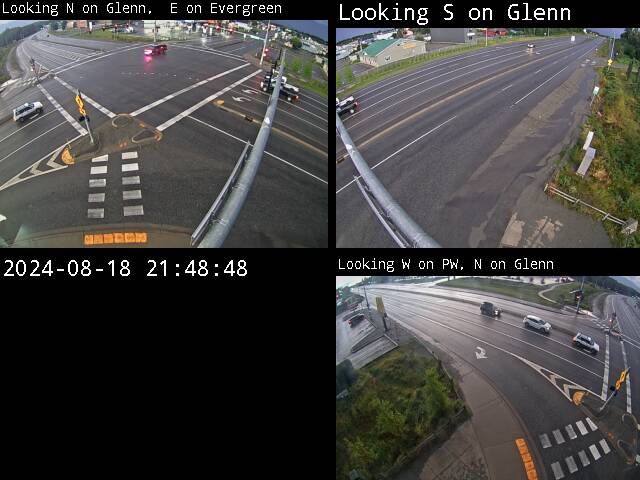 Looking N on Glenn,  E on Evergreen
Looking S on Glenn
2024-08-18 21:48:48
Looking W on PW, N on Glenn